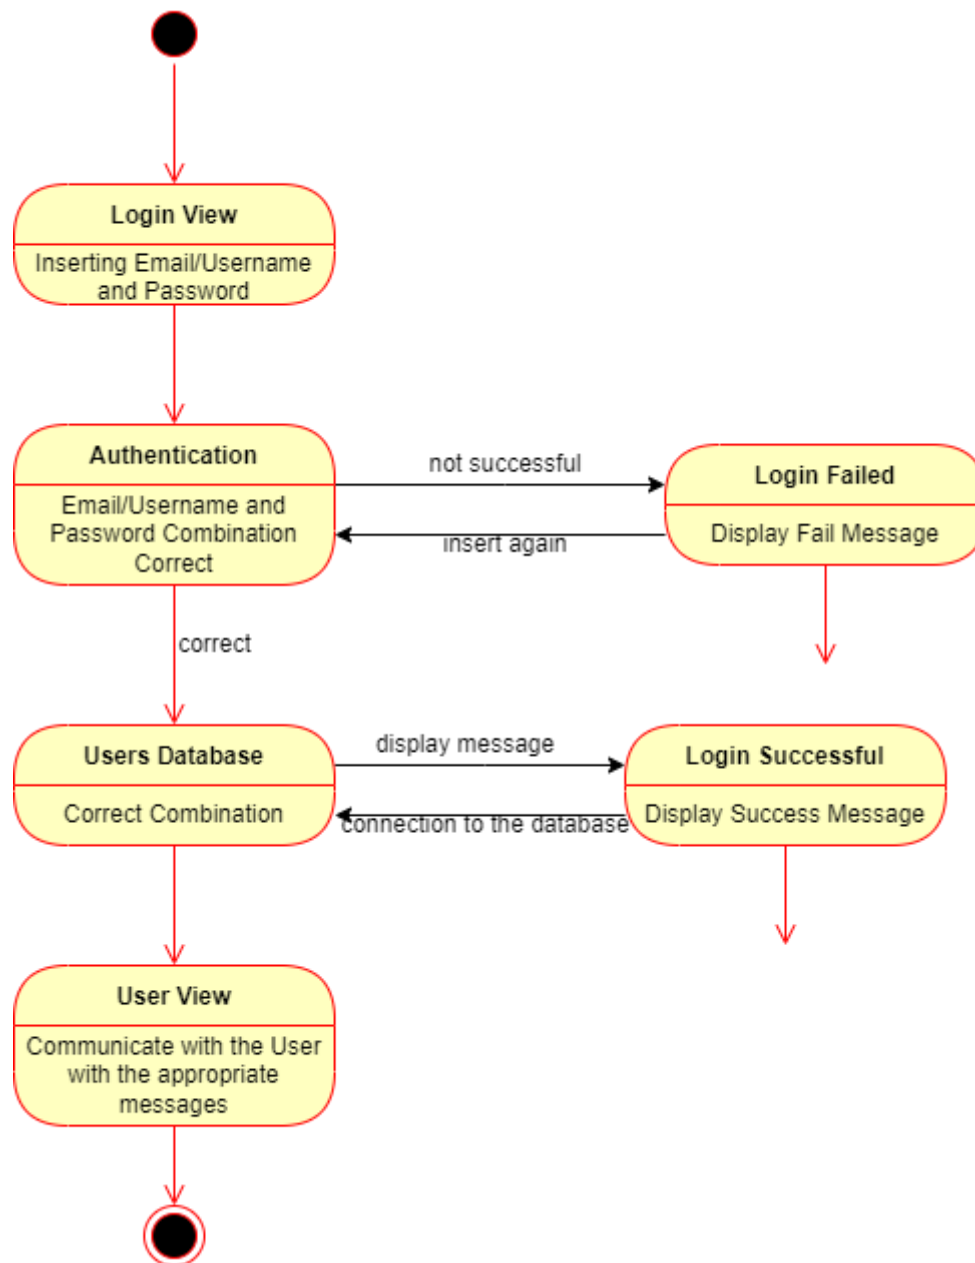 Login View
Inserting Email/Username
and Password
Authentication
Email/Username and
Password Combination
Correct
not successful
insert again
Login Failed
Display Fail Message
correct
Users Database
Correct Combination
display message
connection to the database
Login Successful
Display Success Message
User View
Communicate with the User
with the appropriate
messages